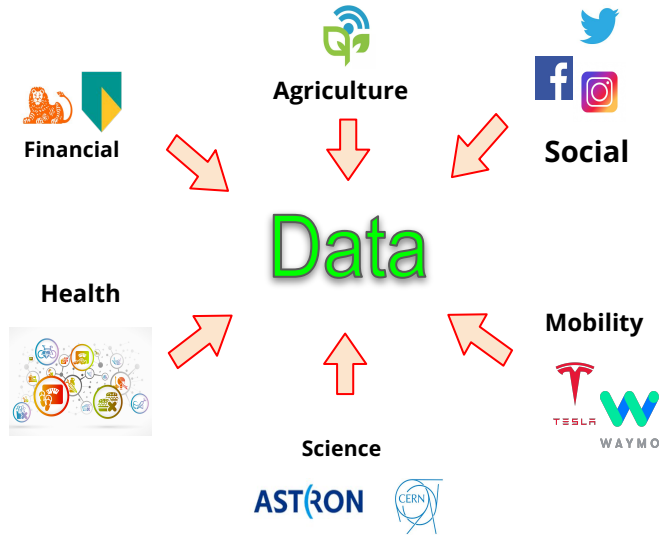 Agriculture
Financial
Social
Data
Health
Mobility
TESLA
WAYMO
Science
ASTRON
CERN